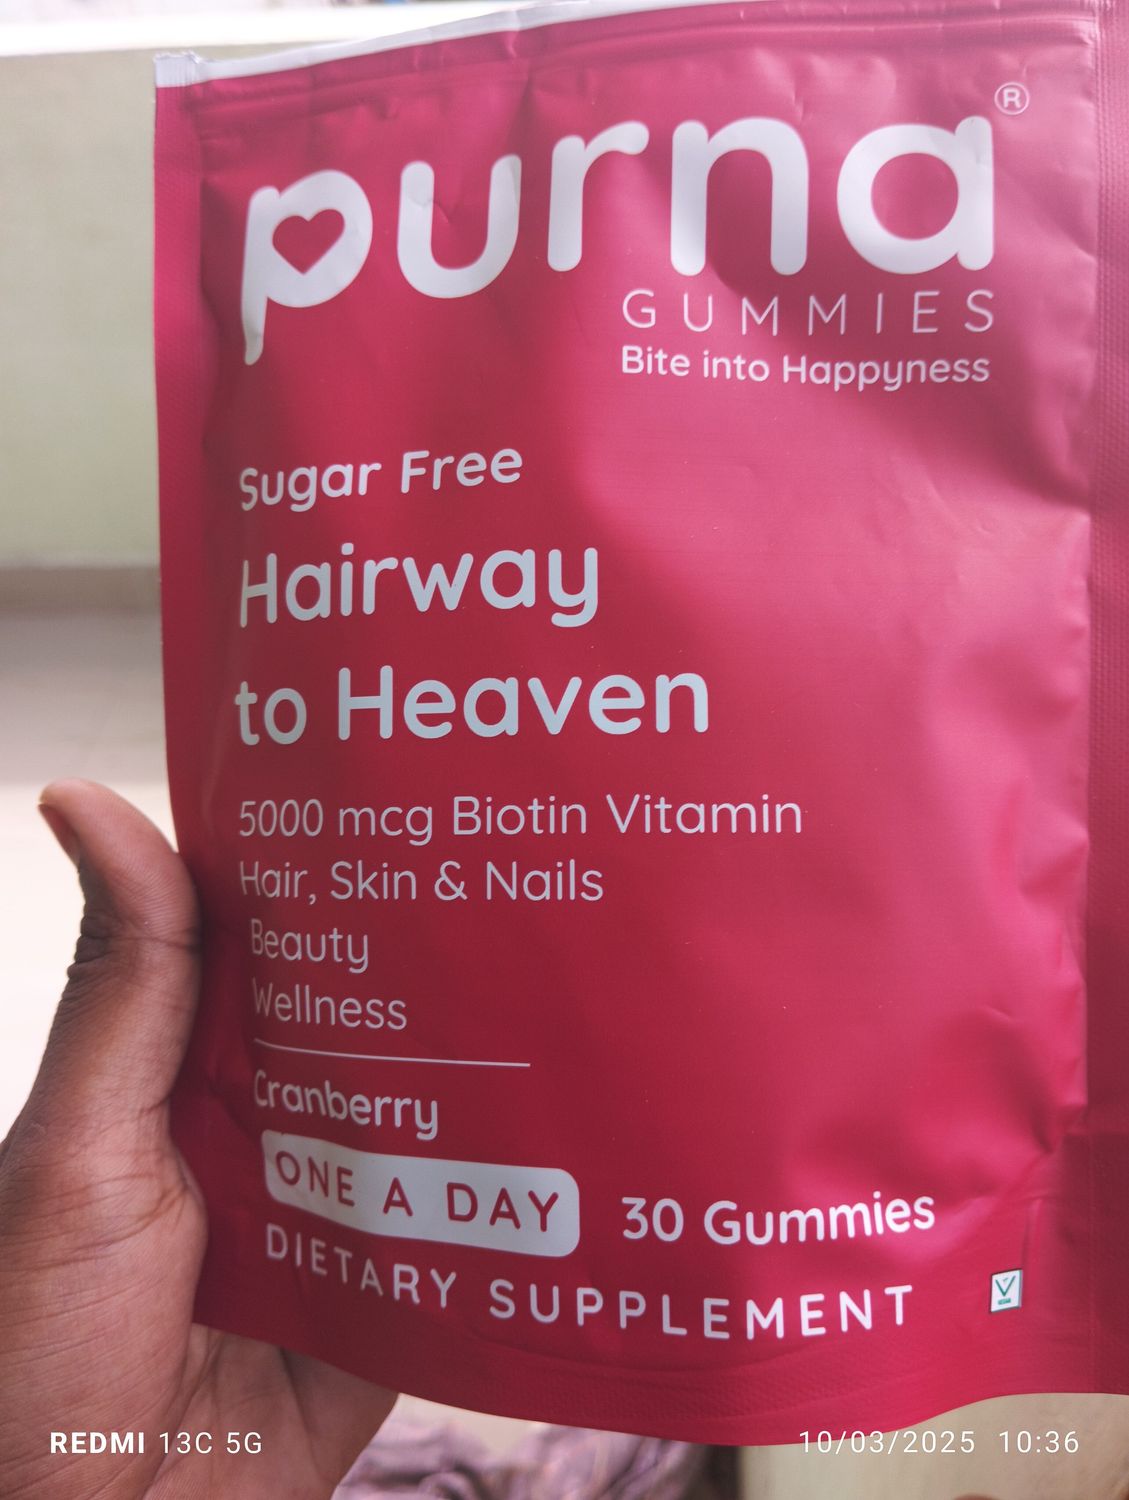 purna®
GUMMIES
Bite into Happyness
Sugar Free
Hairway
to Heaven
5000 mcg Biotin Vitamin
Hair, Skin & Nails
Beauty
Wellness
Cranberry
ONE A DAY
30 Gummies
DIETARY SUPPLEMENT
REDMI 13C 5G
10/03/2025 10:36